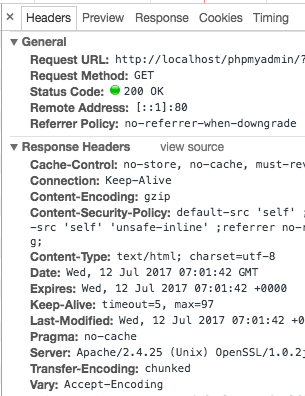 × Headers Preview Response Cookies Timing
▼ General
Request URL: http://localhost/phpmyadmin/?
Request Method: GET
Status Code: 200 OK
Remote Address: [::1]:80
Referrer Policy: no-referrer-when-downgrade
▼ Response Headers view source
Cache-Control: no-store, no-cache, must-rev
Connection: Keep-Alive
Content-Encoding: gzip
Content-Security-Policy: default-src 'self' ;
-src 'self' 'unsafe-inline' ;referrer no-r
g;
Content-Type: text/html; charset=utf-8
Date: Wed, 12 Jul 2017 07:01:42 GMT
Expires: Wed, 12 Jul 2017 07:01:42 +0000
Keep-Alive: timeout=5, max=97
Last-Modified: Wed, 12 Jul 2017 07:01:42 +0
Pragma: no-cache
Server: Apache/2.4.25 (Unix) OpenSSL/1.0.2j
Transfer-Encoding: chunked
Vary: Accept-Encoding